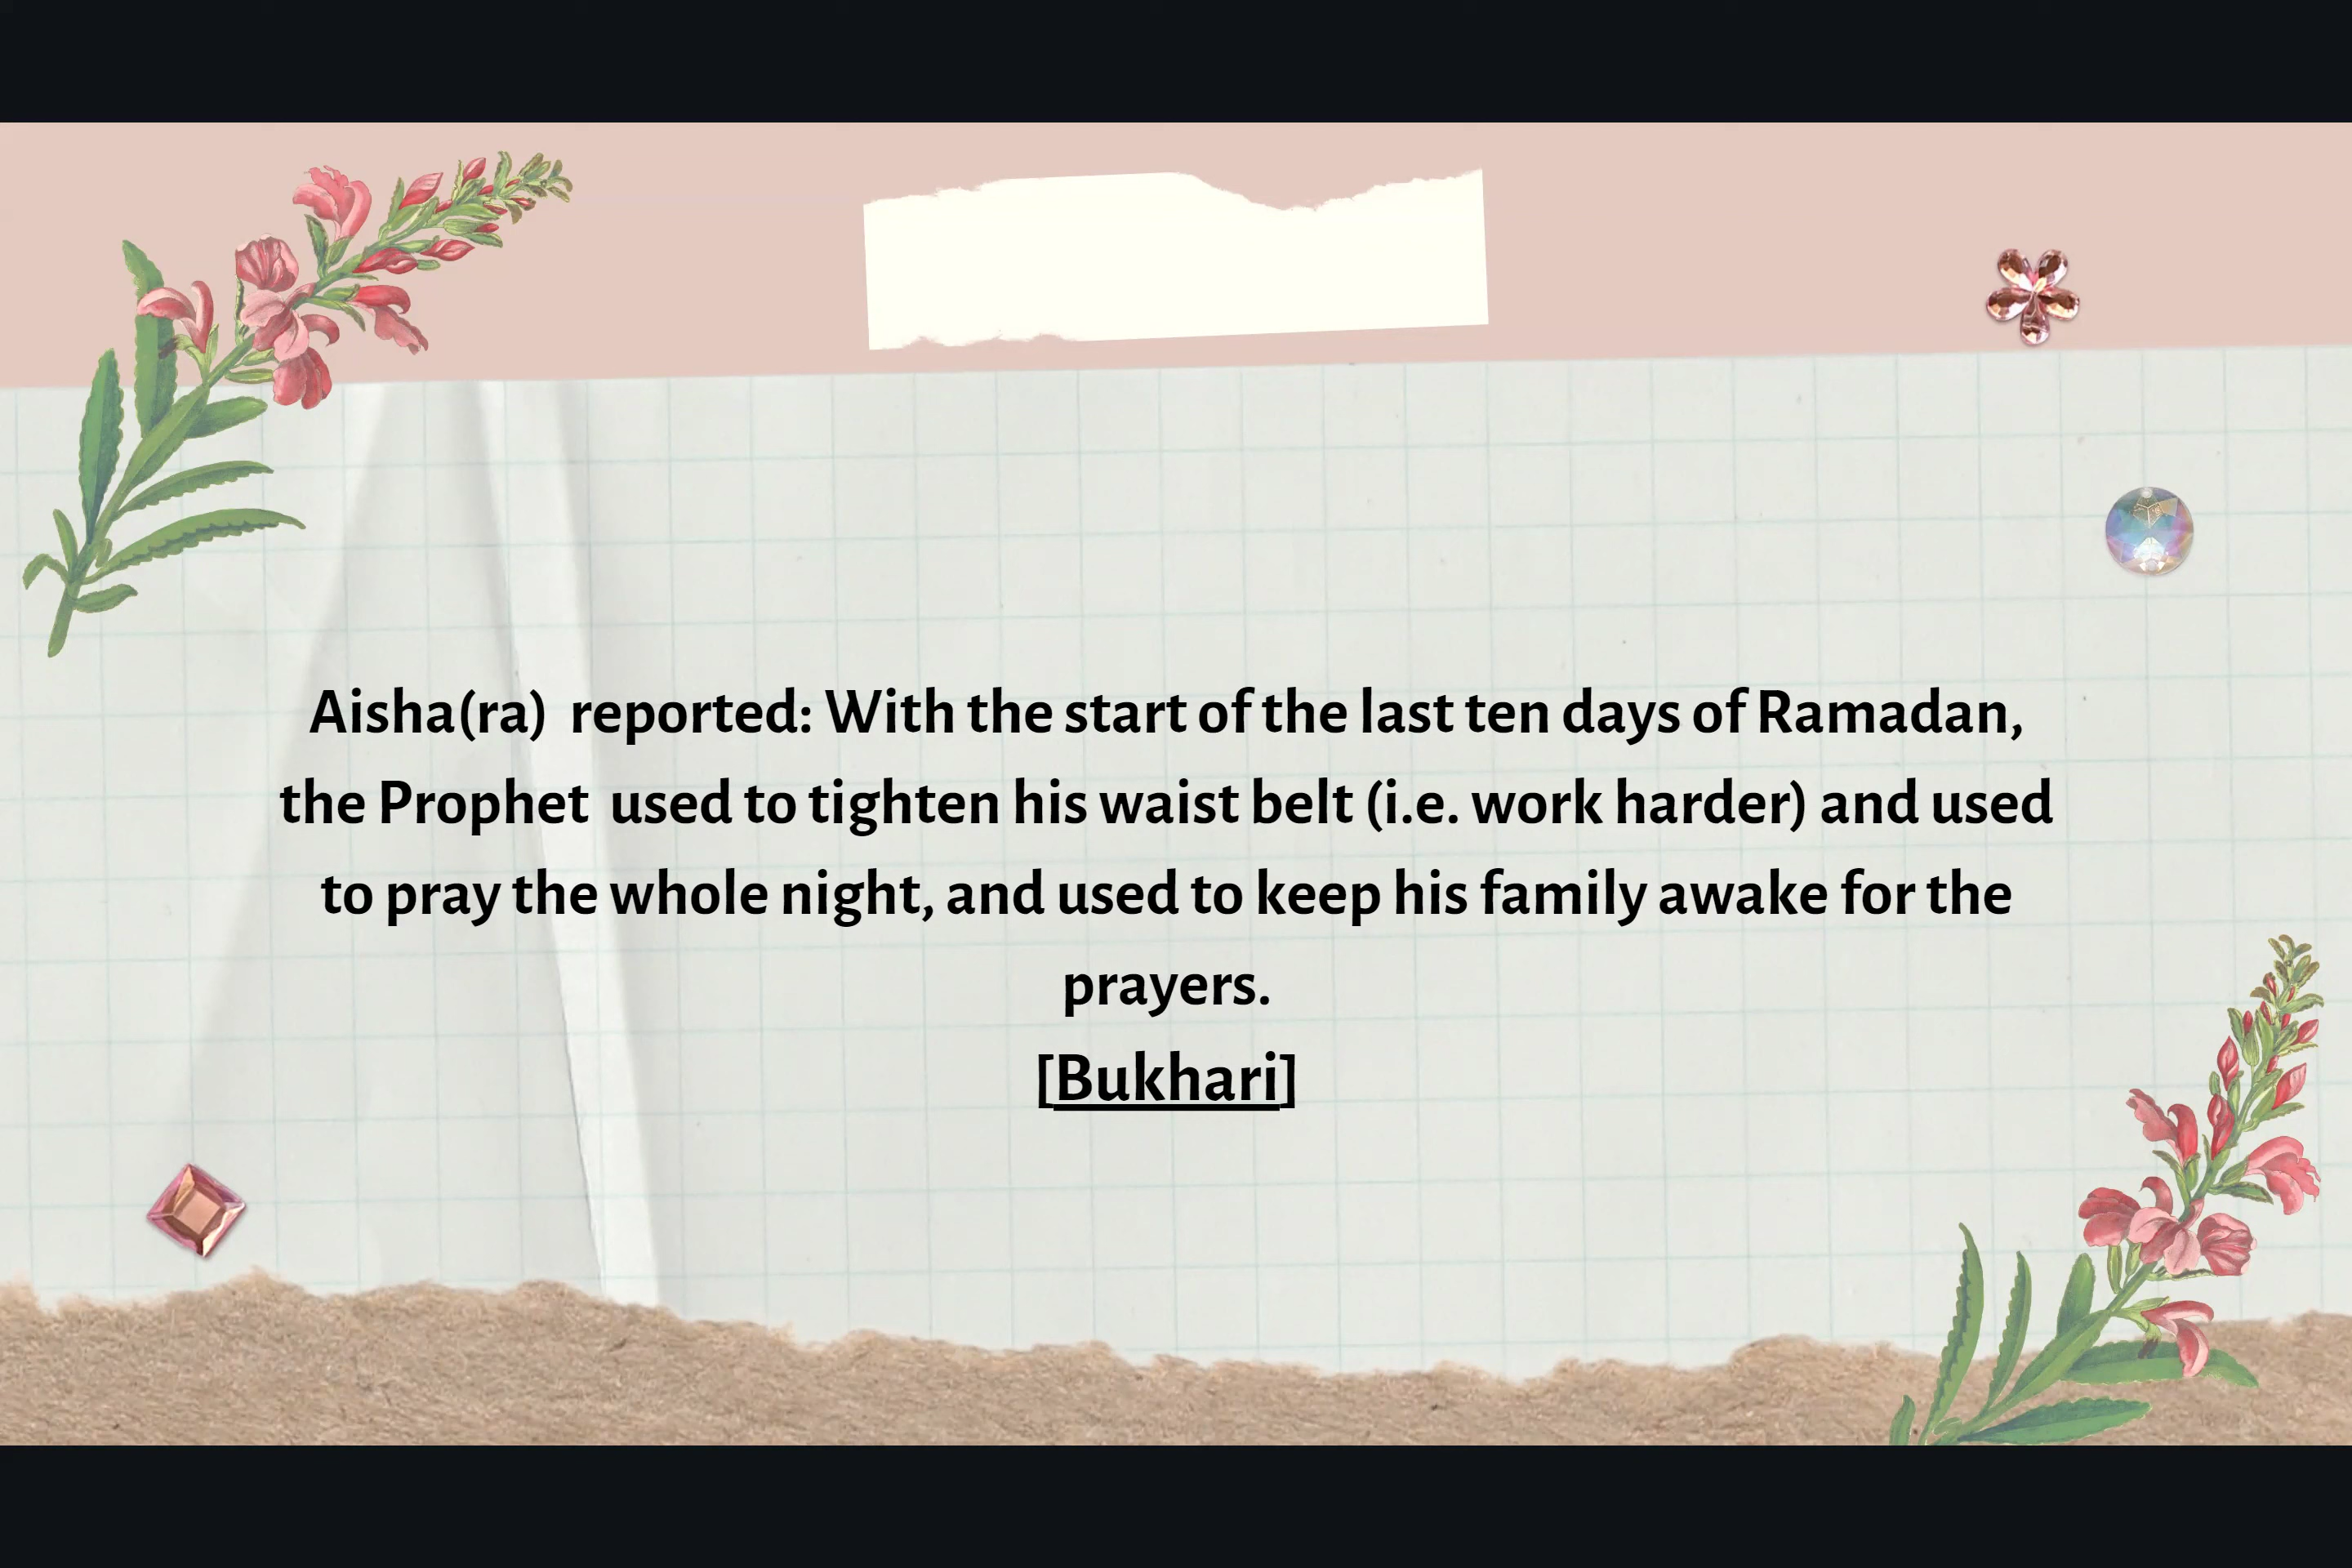 Aisha(ra)  reported: With the start of the last ten days of Ramadan,
the Prophet  used to tighten his waist belt (i.e. work harder) and used
to pray the whole night, and used to keep his family awake for the
prayers.
[Bukhari]